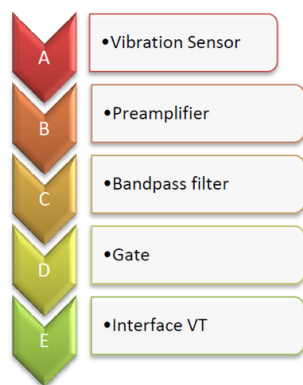 A
•Vibration Sensor
B
•Preamplifier
C
•Bandpass filter
D
•Gate
E
•Interface VT